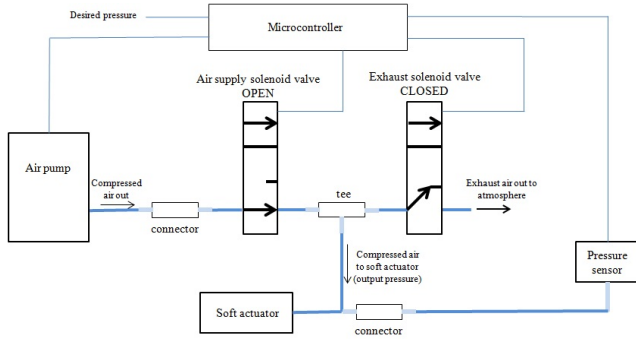 Desired pressure
Microcontroller
Air supply solenoid valve
OPEN
Exhaust solenoid valve
CLOSED
Air pump
Compressed
air out
connector
tee
Exhaust air out to
atmosphere
Compressed air
to soft actuator
(output pressure)
Pressure
sensor
Soft actuator
connector